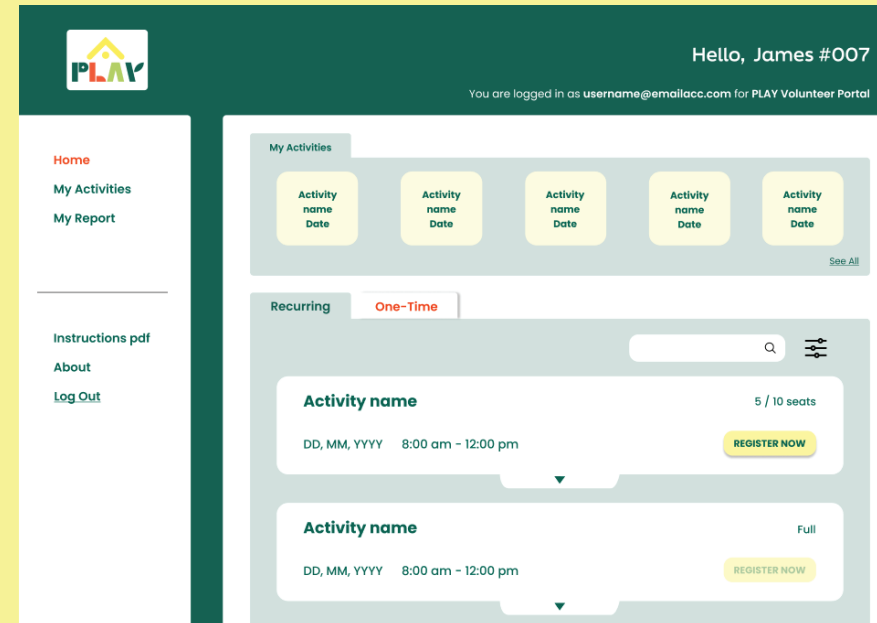 PLAY
Hello, James #007
You are logged in as username@emailacc.com for PLAY Volunteer Portal
Home
My Activities
My Report
Instructions pdf
About
Log Out
My Activities
Activity
name
Date
Activity
name
Date
Activity
name
Date
Activity
name
Date
Activity
name
Date
See All
Recurring
One-Time
Activity name
5 / 10 seats
DD, MM, YYYY 8:00 am - 12:00 pm
REGISTER NOW
Activity name
Full
DD, MM, YYYY 8:00 am - 12:00 pm
REGISTER NOW